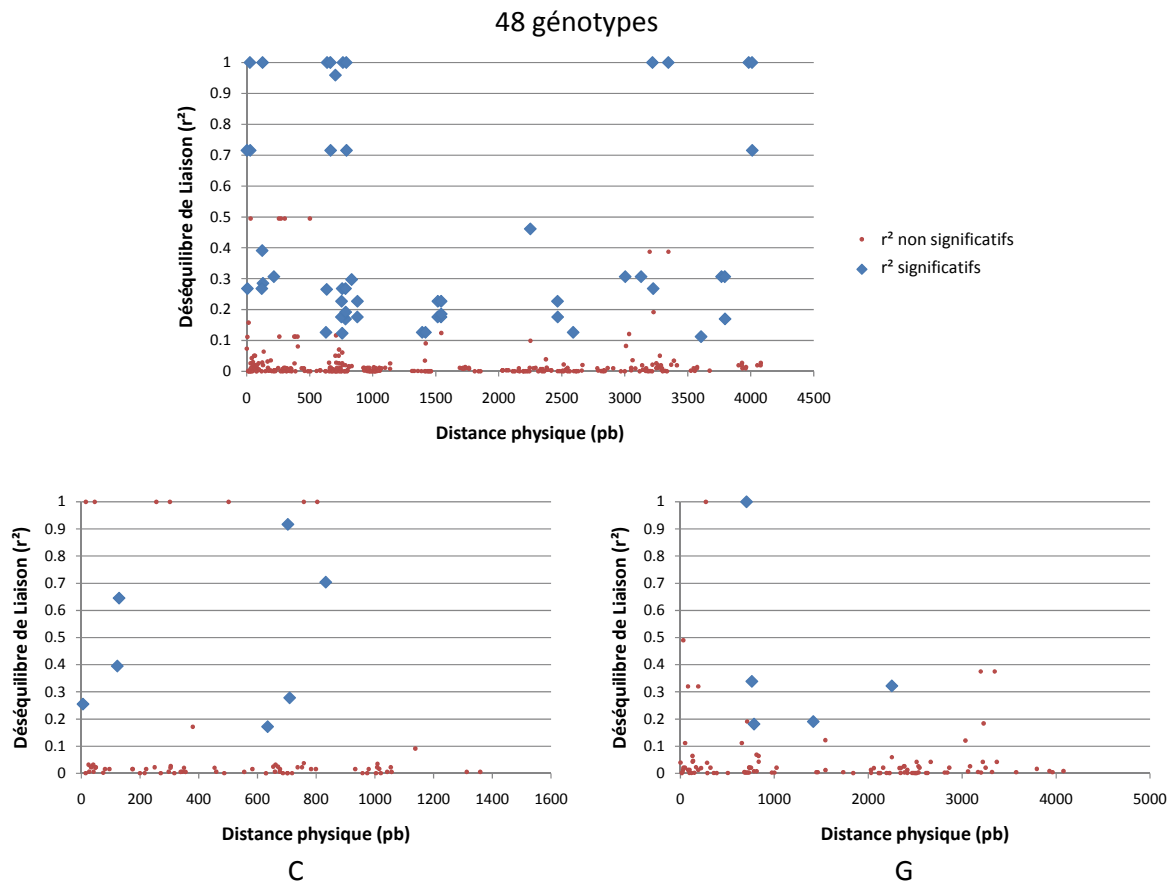 48 génotypes
Déséquilibre de Liaison (r²)
1
0.9
0.8
0.7
0.6
0.5
0.4
0.3
0.2
0.1
0
0 500 1000 1500 2000 2500 3000 3500 4000 4500
Distance physique (pb)
r² non significatifs
r² significatifs
Déséquilibre de Liaison (r²)
1
0.9
0.8
0.7
0.6
0.5
0.4
0.3
0.2
0.1
0
0 200 400 600 800 1000 1200 1400 1600
Distance physique (pb)
C
Déséquilibre de Liaison (r²)
1
0.9
0.8
0.7
0.6
0.5
0.4
0.3
0.2
0.1
0
0 1000 2000 3000 4000 5000
Distance physique (pb)
G